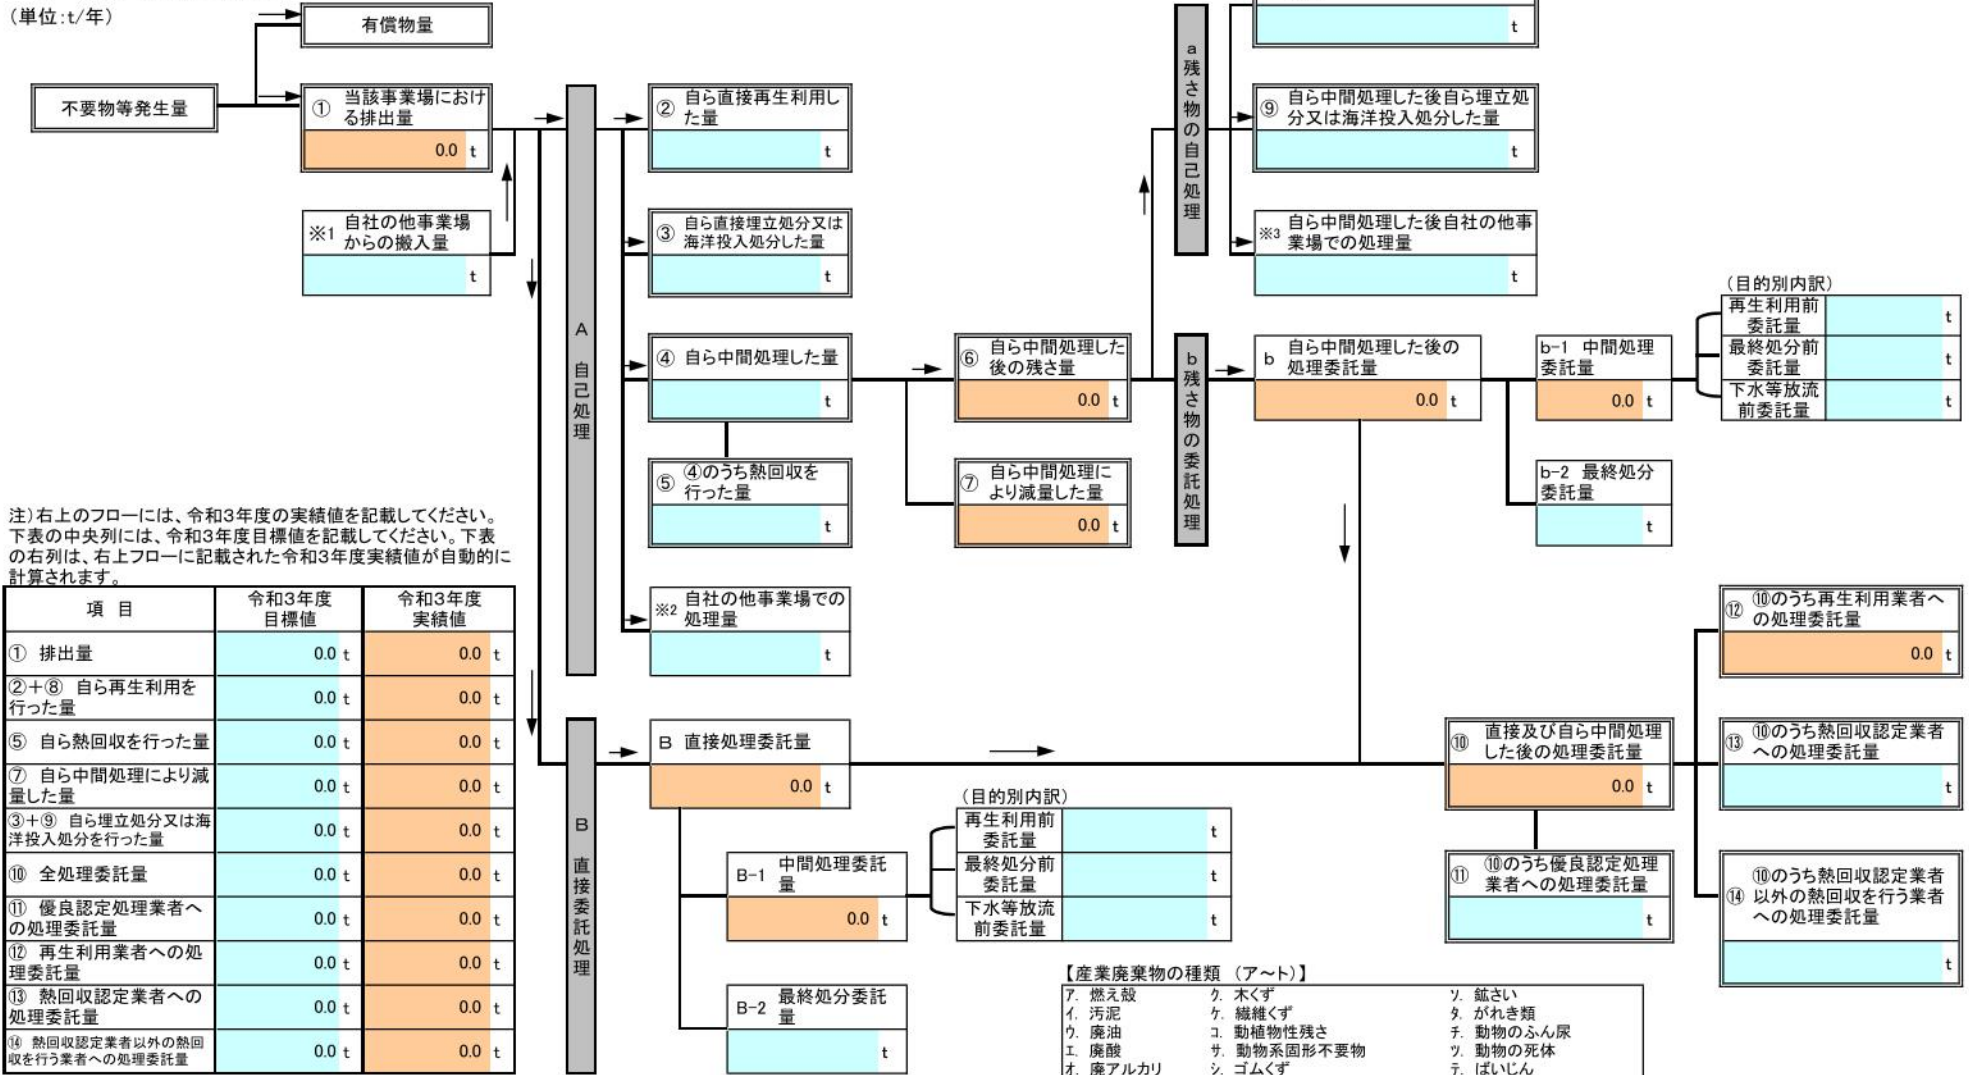 (単位:t/年)
有償物量
不要物等発生量
① 当該事業場におけ
る排出量
0.0 t
※1 自社の他事業場
からの搬入量
t
A 自己処理
② 自ら直接再生利用し
た量
t
③ 自ら直接埋立処分又は
海洋投入処分した量
t
④ 自ら中間処理した量
t
⑤ ④のうち熱回収を
行った量
t
※2 自社の他事業場での
処理量
t
⑥ 自ら中間処理した
後の残さ量
0.0 t
⑦ 自ら中間処理に
より減量した量
0.0 t
a 残さ物の自己処理
t
⑨ 自ら中間処理した後自ら埋立処
分又は海洋投入処分した量
t
※3 自ら中間処理した後自社の他事
業場での処理量
t
b 残さ物の委託処理
b 自ら中間処理した後の
処理委託量
0.0 t
b-1 中間処理
委託量
0.0 t
b-2 最終処分
委託量
t
(目的別内訳)
再生利用前
委託量
t
最終処分前
委託量
t
下水等放流
前委託量
t
注)右上のフローには、令和3年度の実績値を記載してください。
下表の中央列には、令和3年度目標値を記載してください。下表
の右列は、右上フローに記載された令和3年度実績値が自動的に
計算されます。
項 目
令和3年度
目標値
令和3年度
実績値
① 排出量
0.0 t
0.0 t
②+⑧ 自ら再生利用を
行った量
0.0 t
0.0 t
⑤ 自ら熱回収を行った量
0.0 t
0.0 t
⑦ 自ら中間処理により減
量した量
0.0 t
0.0 t
③+⑨ 自ら埋立処分又は海
洋投入処分を行った量
0.0 t
0.0 t
⑩ 全処理委託量
0.0 t
0.0 t
⑪ 優良認定処理業者へ
の処理委託量
0.0 t
0.0 t
⑫ 再生利用業者への処
理委託量
0.0 t
0.0 t
⑬ 熱回収認定業者への
処理委託量
0.0 t
0.0 t
⑭ 熱回収認定業者以外の熱回
収を行う業者への処理委託量
0.0 t
0.0 t
B 直接委託処理
B 直接処理委託量
0.0 t
B-1 中間処理委託
量
0.0 t
B-2 最終処分委託
量
t
(目的別内訳)
再生利用前
委託量
t
最終処分前
委託量
t
下水等放流
前委託量
t
⑩ 直接及び自ら中間処理
した後の処理委託量
0.0 t
⑪ ⑩のうち優良認定処理
業者への処理委託量
t
⑫ ⑩のうち再生利用業者へ
の処理委託量
0.0 t
⑬ ⑩のうち熱回収認定業者
への処理委託量
t
⑭ ⑩のうち熱回収認定業者
以外の熱回収を行う業者
への処理委託量
t
【産業廃棄物の種類 (ア~ト)】
ア. 燃え殻 ク. 木くず ソ. 鉱さい
イ. 汚泥 ケ. 繊維くず タ. がれき類
ウ. 廃油 コ. 動植物性残さ チ. 動物のふん尿
エ. 廃酸 サ. 動物系固形不要物 ツ. 動物の死体
オ. 廃アルカリ シ. ゴムくず テ. ばいじん